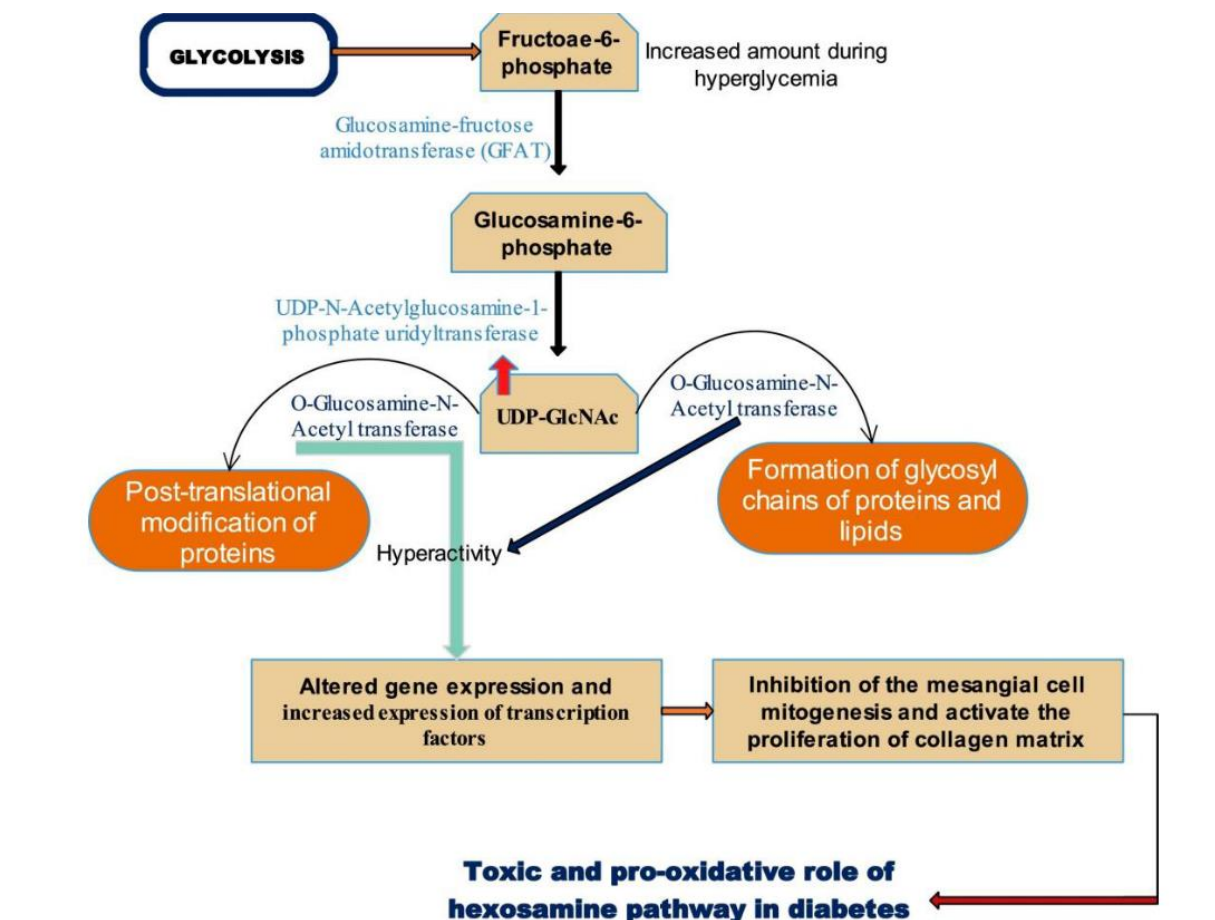 GLYCOLYSIS
Fructoae-6-
phosphate
Increased amount during
hyperglycemia
Glucosamine-fructose
amidotransferase (GFAT)
Glucosamine-6-
phosphate
UDP-N-Acetylglucosamine-1-
phosphate uridyltransferase
O-Glucosamine-N-
Acetyl transferase
UDP-GlcNAc
O-Glucosamine-N-
Acetyl transferase
Post-translational
modification of
proteins
Formation of glycosyl
chains of proteins and
lipids
Hyperactivity
Altered gene expression and
increased expression of transcription
factors
Inhibition of the mesangial cell
mitogenesis and activate the
proliferation of collagen matrix
Toxic and pro-oxidative role of
hexosamine pathway in diabetes